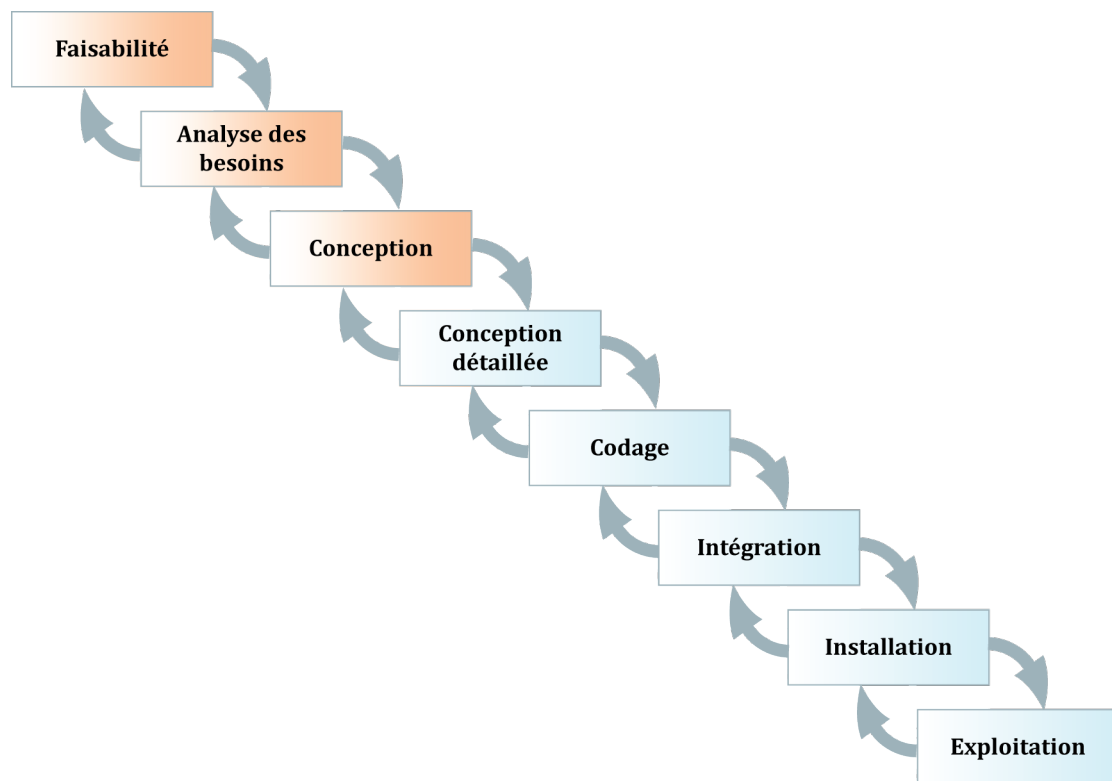 Faisabilité
Analyse des
besoins
Conception
Conception
détaillée
Codage
Intégration
Installation
Exploitation